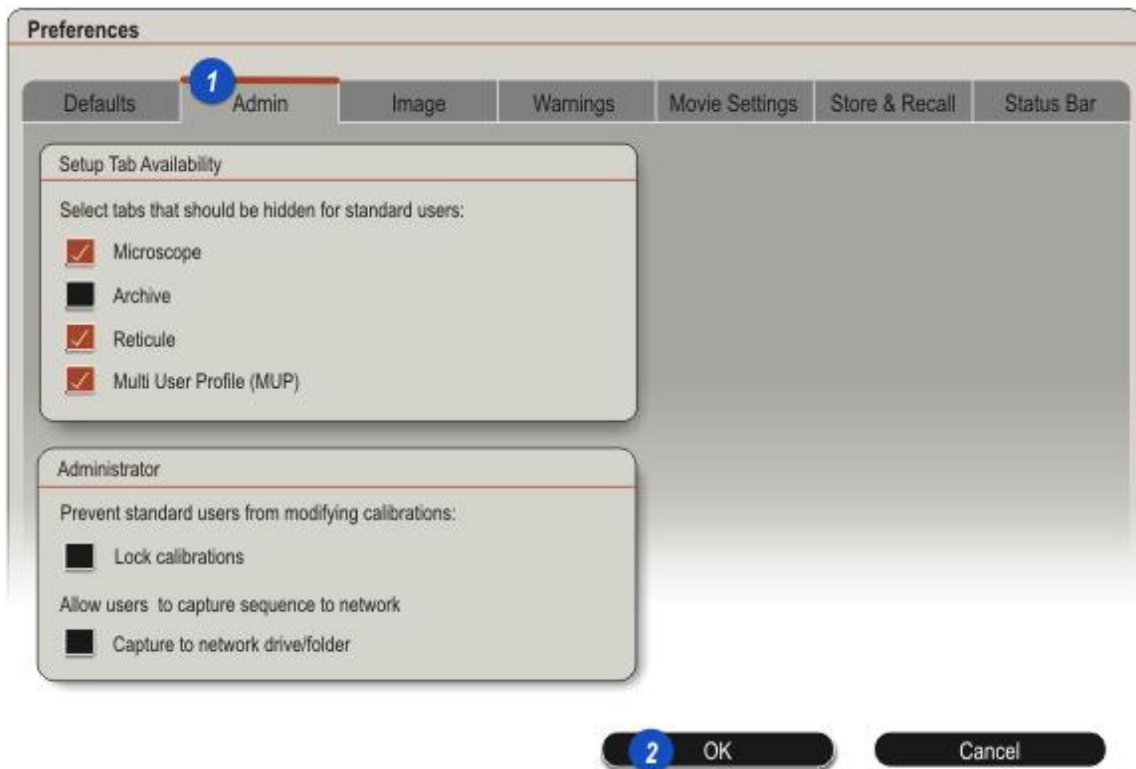 Preferences
1
Defaults Admin Image Warnings Movie Settings Store & Recall Status Bar
Setup Tab Availability
Select tabs that should be hidden for standard users:
Microscope
Archive
Reticule
Multi User Profile (MUP)
Administrator
Prevent standard users from modifying calibrations:
Lock calibrations
Allow users to capture sequence to network
Capture to network drive/folder
2 OK Cancel